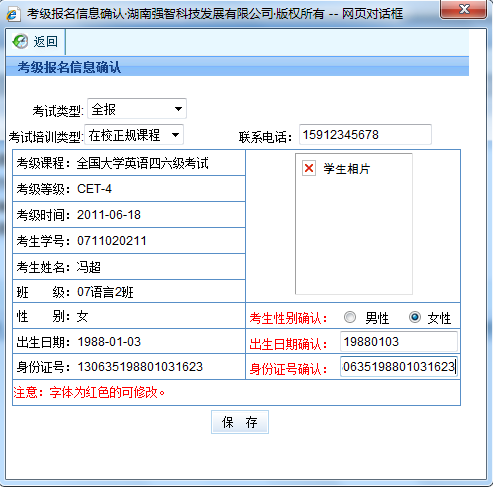 考级报名信息确认·湖南强智科技发展有限公司·版权所有 -- 网页对话框
返回
考级报名信息确认
考试类型: 全报
考试培训类型: 在校正规课程 联系电话: 15912345678
考级课程: 全国大学英语四六级考试
学生相片
考级等级: CET-4
考级时间: 2011-06-18
考生学号: 0711020211
考生姓名: 冯超
班 级: 07语言2班
性 别: 女 考生性别确认: 男性 女性
出生日期: 1988-01-03 出生日期确认: 19880103
身份证号: 130635198801031623 身份证号确认: 0635198801031623
注意: 字体为红色的可修改。
保 存